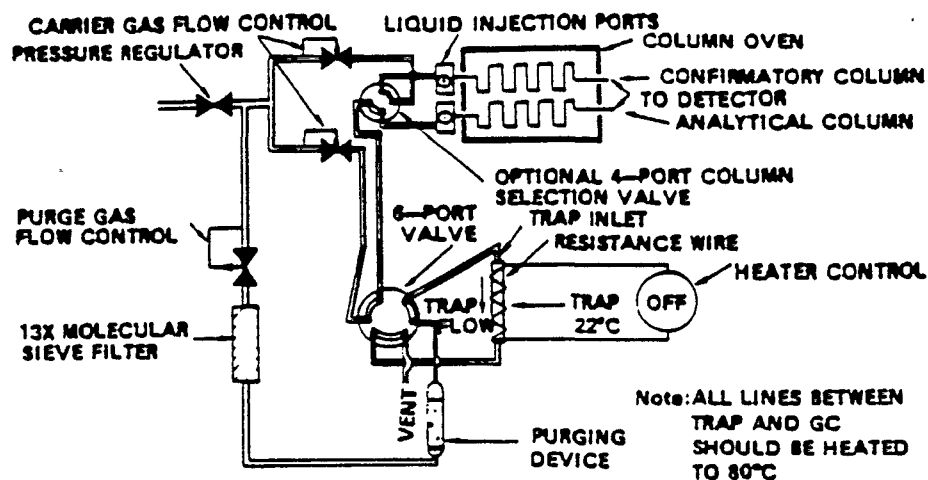 CARRIER GAS FLOW CONTROL
PRESSURE REGULATOR
LIQUID INJECTION PORTS
COLUMN OVEN
CONFIRMATORY COLUMN
TO DETECTOR
ANALYTICAL COLUMN
OPTIONAL 4-PORT COLUMN
SELECTION VALVE
PURGE GAS
FLOW CONTROL
6-PORT
VALVE
TRAP INLET
RESISTANCE WIRE
HEATER CONTROL
TRAP
FLOW
TRAP
22°C
OFF
13X MOLECULAR
SIEVE FILTER
VENT
PURGING
DEVICE
Note: ALL LINES BETWEEN
TRAP AND GC
SHOULD BE HEATED
TO 80°C